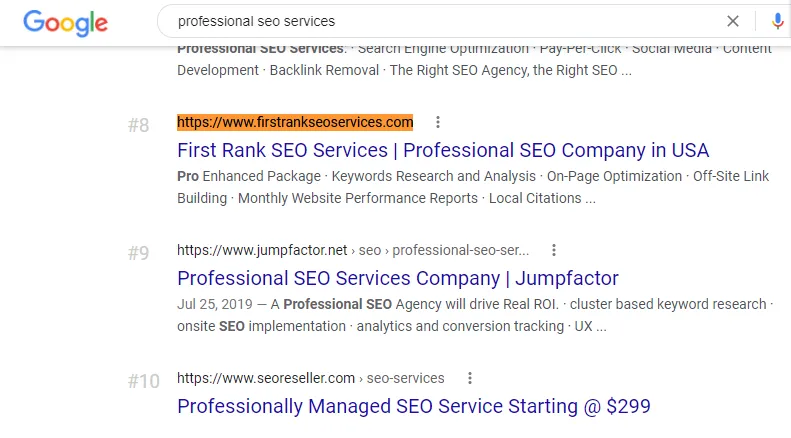 Google professional seo services
Professional SEO Services. · Search Engine Optimization · Pay-Per-Click · Social Media · Content
Development · Backlink Removal · The Right SEO Agency, the Right SEO ...
#8 https://www.firstrankseoservices.com
First Rank SEO Services | Professional SEO Company in USA
Pro Enhanced Package · Keywords Research and Analysis · On-Page Optimization · Off-Site Link
Building · Monthly Website Performance Reports · Local Citations ...
#9 https://www.jumpfactor.net › seo › professional-seo-ser...
Professional SEO Services Company | Jumpfactor
Jul 25, 2019 — A Professional SEO Agency will drive Real ROI. · cluster based keyword research ·
onsite SEO implementation · analytics and conversion tracking · UX ...
#10 https://www.seoreseller.com › seo-services
Professionally Managed SEO Service Starting @ $299